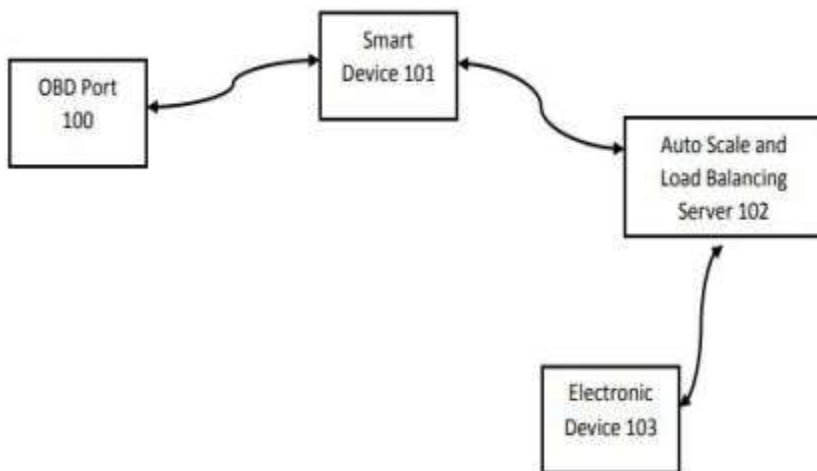 OBD Port
100
Smart
Device 101
Auto Scale and
Load Balancing
Server 102
Electronic
Device 103